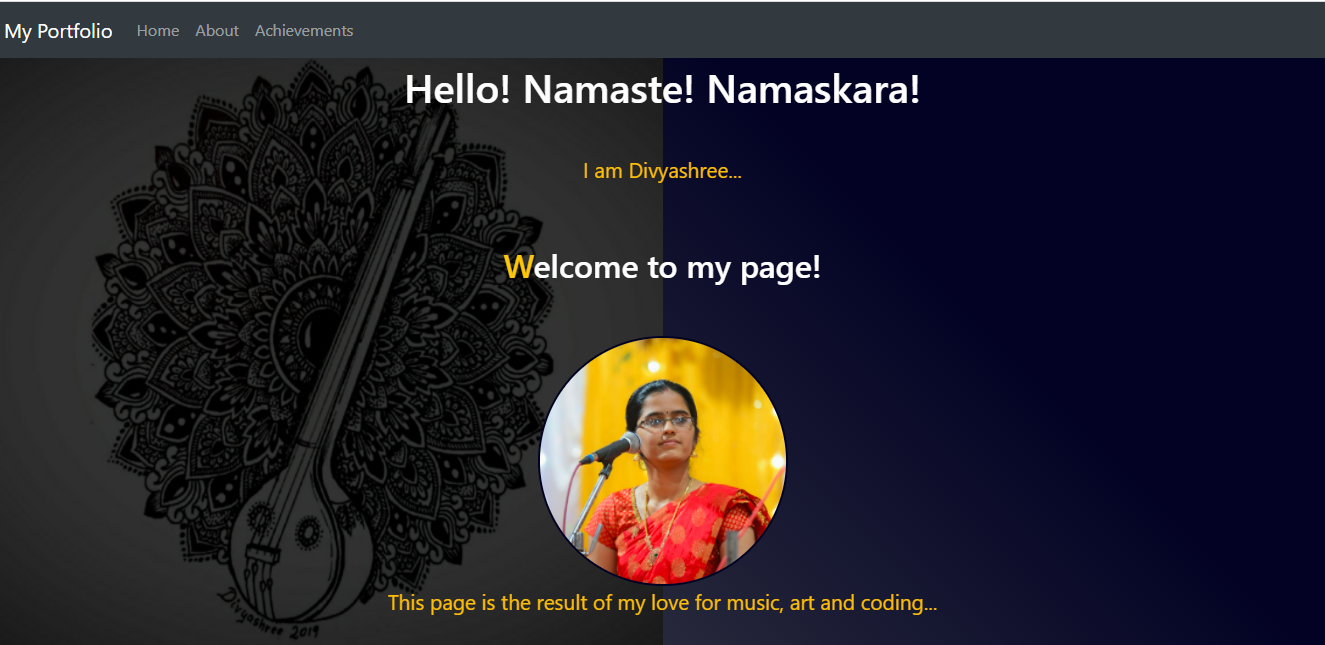 My Portfolio Home About Achievements
Hello! Namaste! Namaskara!
I am Divyashree...
Welcome to my page!
This page is the result of my love for music, art and coding...
Divyashree 2019